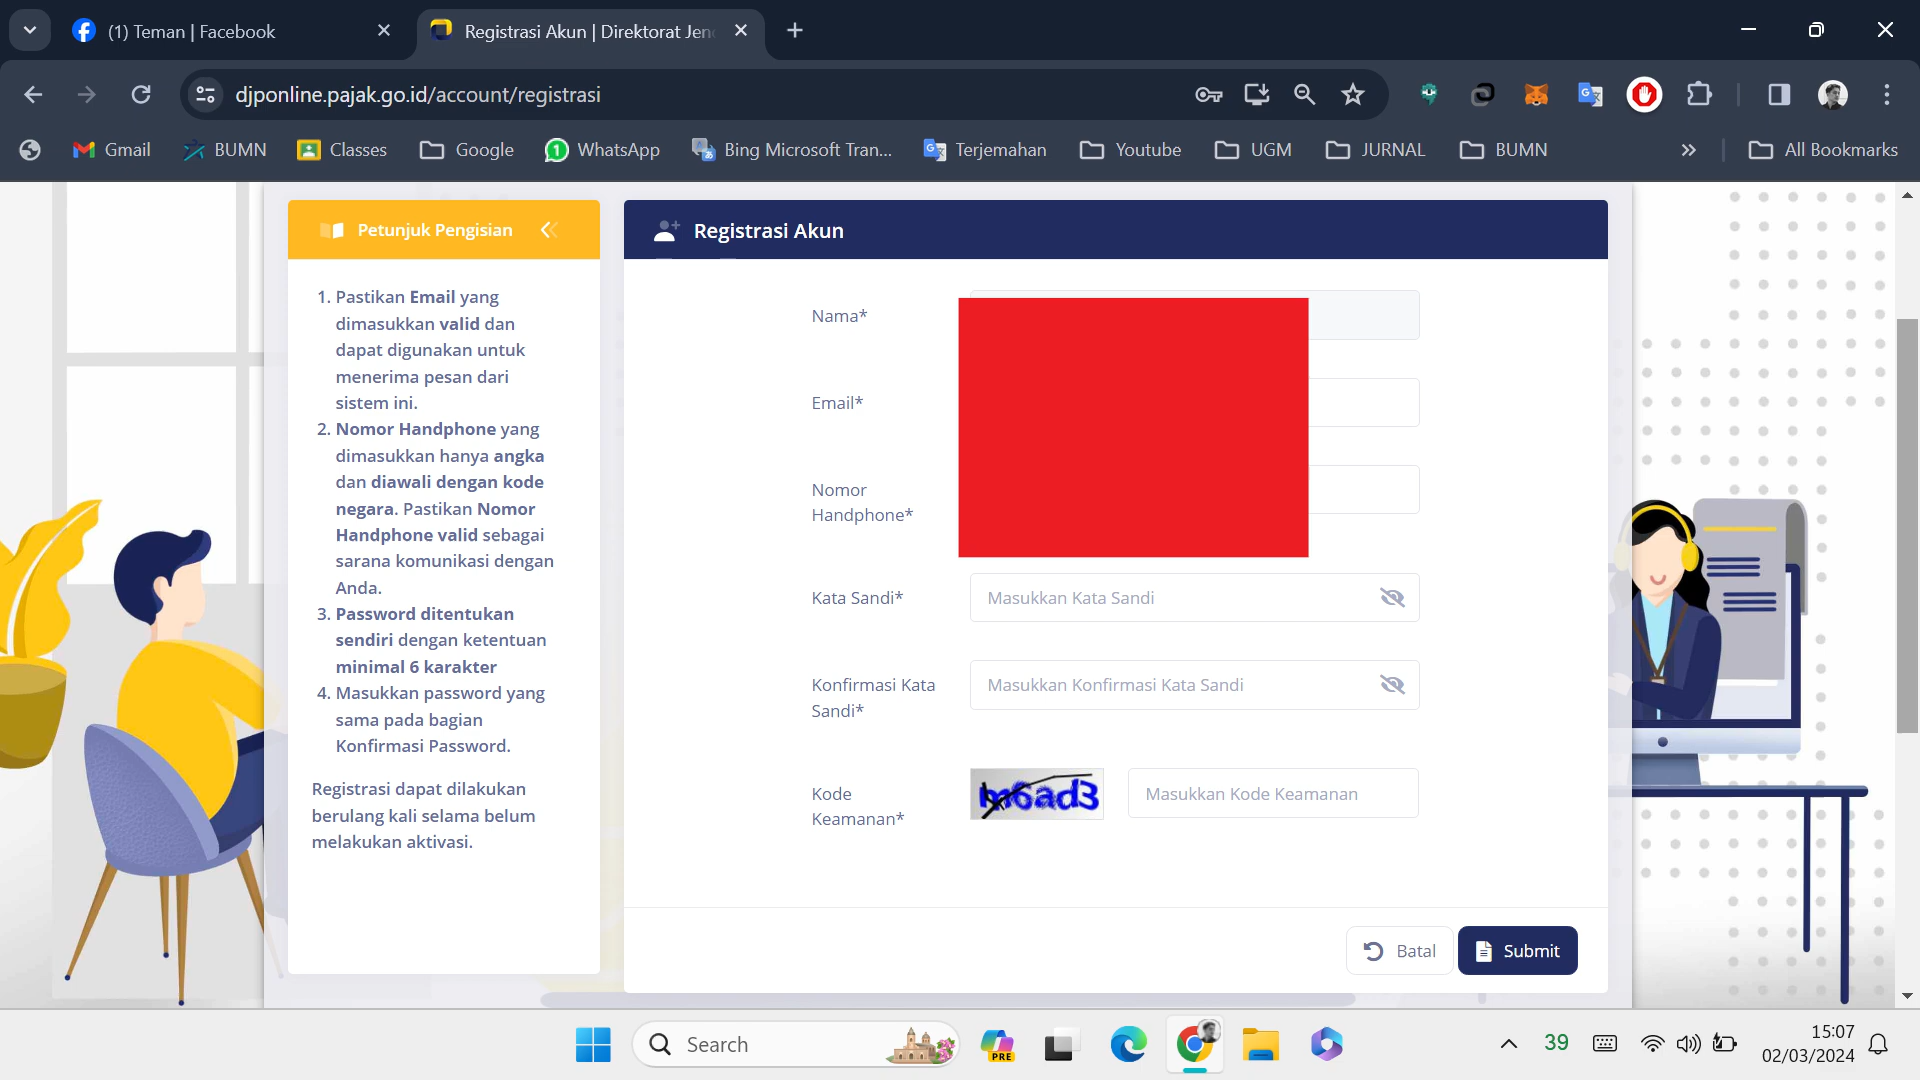 (1) Teman | Facebook
Registrasi Akun | Direktorat Jen
djponline.pajak.go.id/account/registrasi
Gmail
BUMN
Classes
Google
WhatsApp
Bing Microsoft Tran...
Terjemahan
Youtube
UGM
JURNAL
BUMN
All Bookmarks
Petunjuk Pengisian
1. Pastikan Email yang
dimasukkan valid dan
dapat digunakan untuk
menerima pesan dari
sistem ini.
2. Nomor Handphone yang
dimasukkan hanya angka
dan diawali dengan kode
negara. Pastikan Nomor
Handphone valid sebagai
sarana komunikasi dengan
Anda.
3. Password ditentukan
sendiri dengan ketentuan
minimal 6 karakter
4. Masukkan password yang
sama pada bagian
Konfirmasi Password.
Registrasi dapat dilakukan
berulang kali selama belum
melakukan aktivasi.
Registrasi Akun
Nama*
Email*
Nomor
Handphone*
Kata Sandi*
Masukkan Kata Sandi
Konfirmasi Kata
Sandi*
Masukkan Konfirmasi Kata Sandi
Kode
Keamanan*
m6ad3
Masukkan Kode Keamanan
Batal
Submit
Search
PRE
39
15:07
02/03/2024